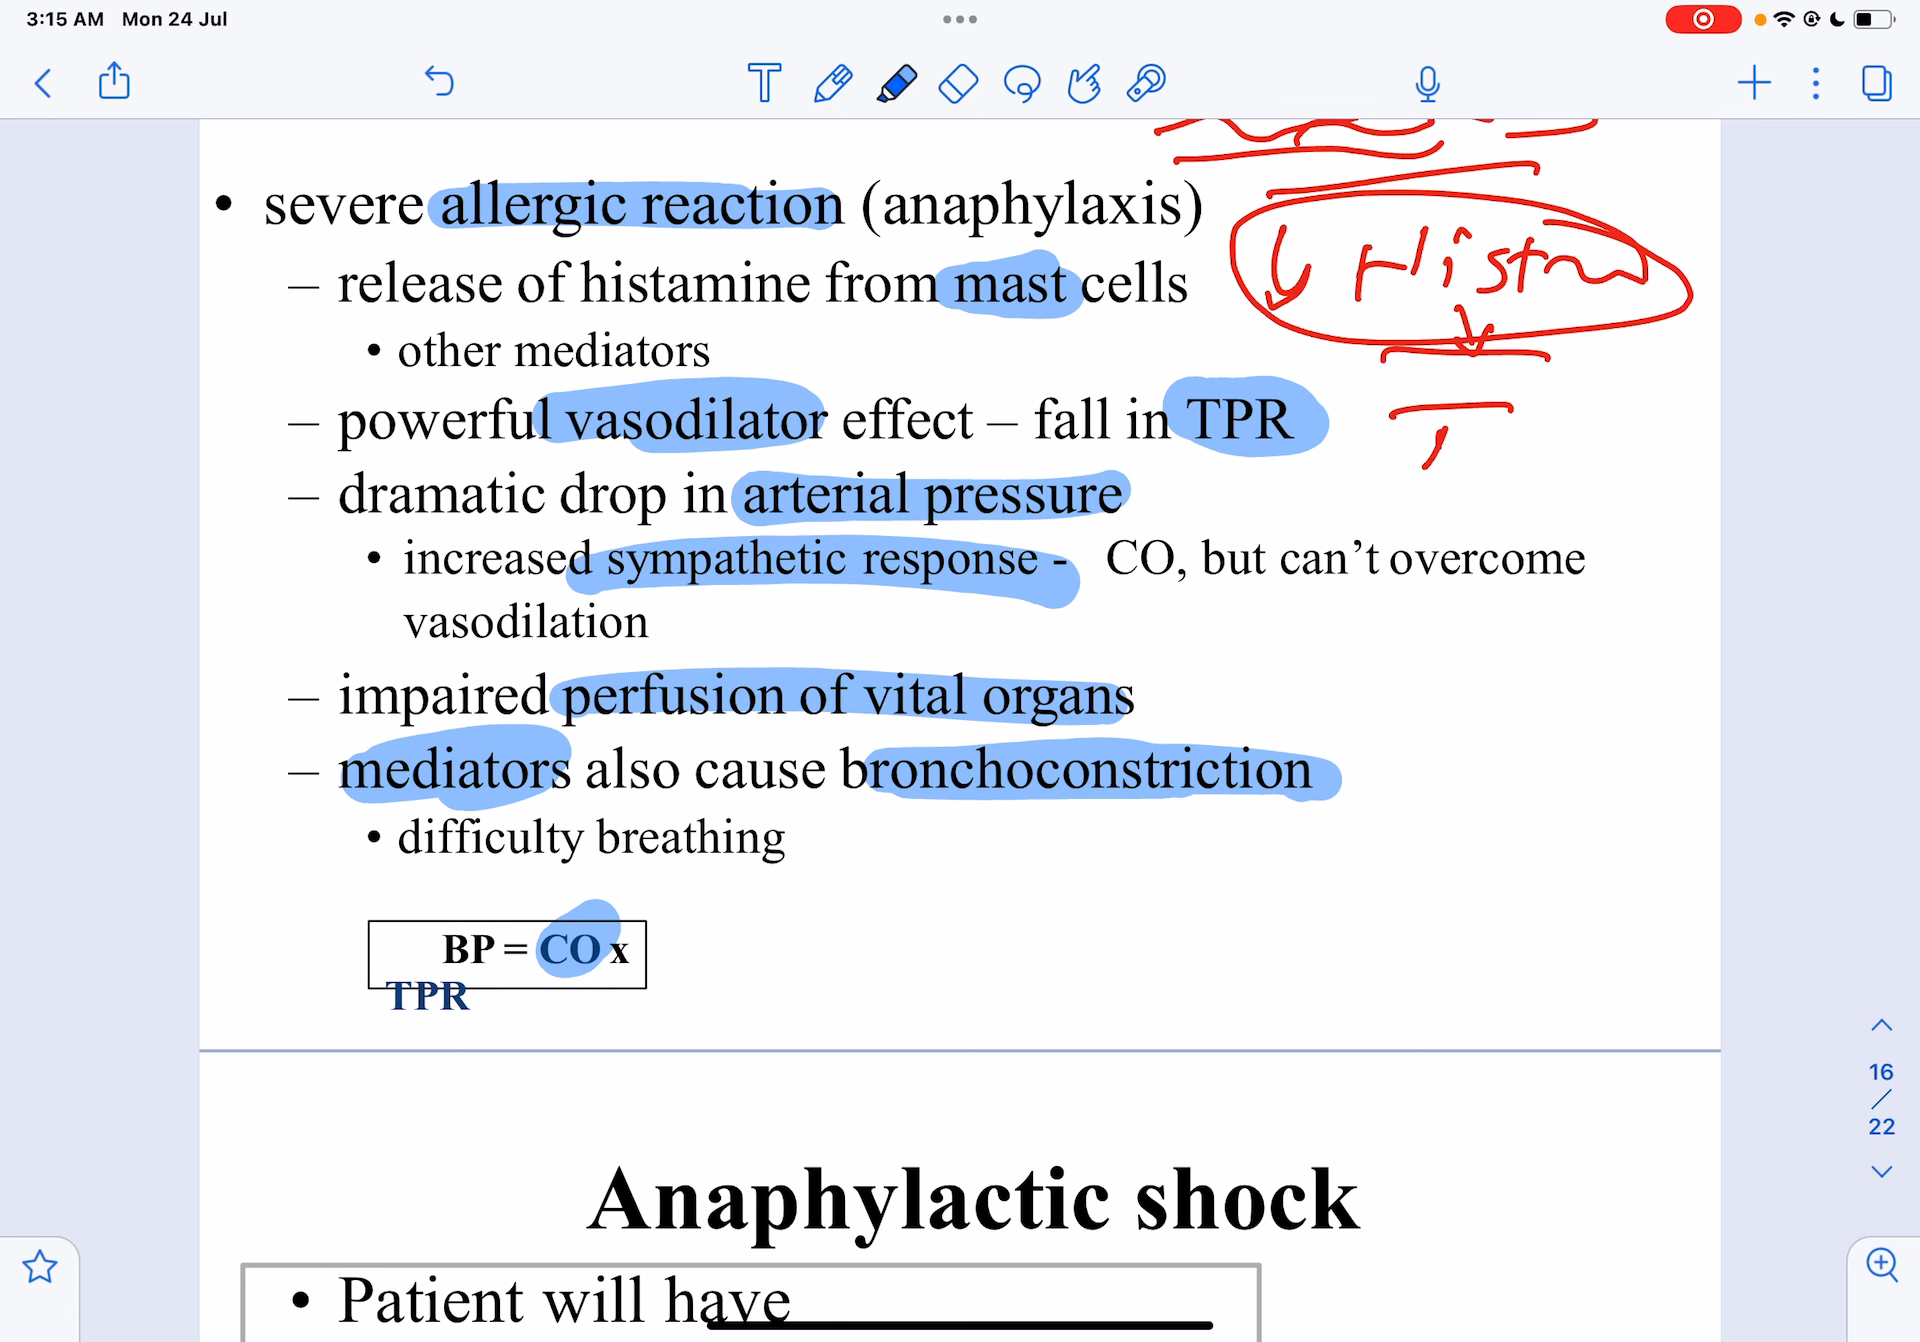 3:15 AM Mon 24 Jul
• severe allergic reaction (anaphylaxis)
– release of histamine from mast cells
• other mediators
– powerful vasodilator effect – fall in TPR
– dramatic drop in arterial pressure
• increased sympathetic response - CO, but can't overcome
vasodilation
– impaired perfusion of vital organs
– mediators also cause bronchoconstriction
• difficulty breathing
BP = CO x
TPR
16
/
22
Anaphylactic shock
• Patient will have